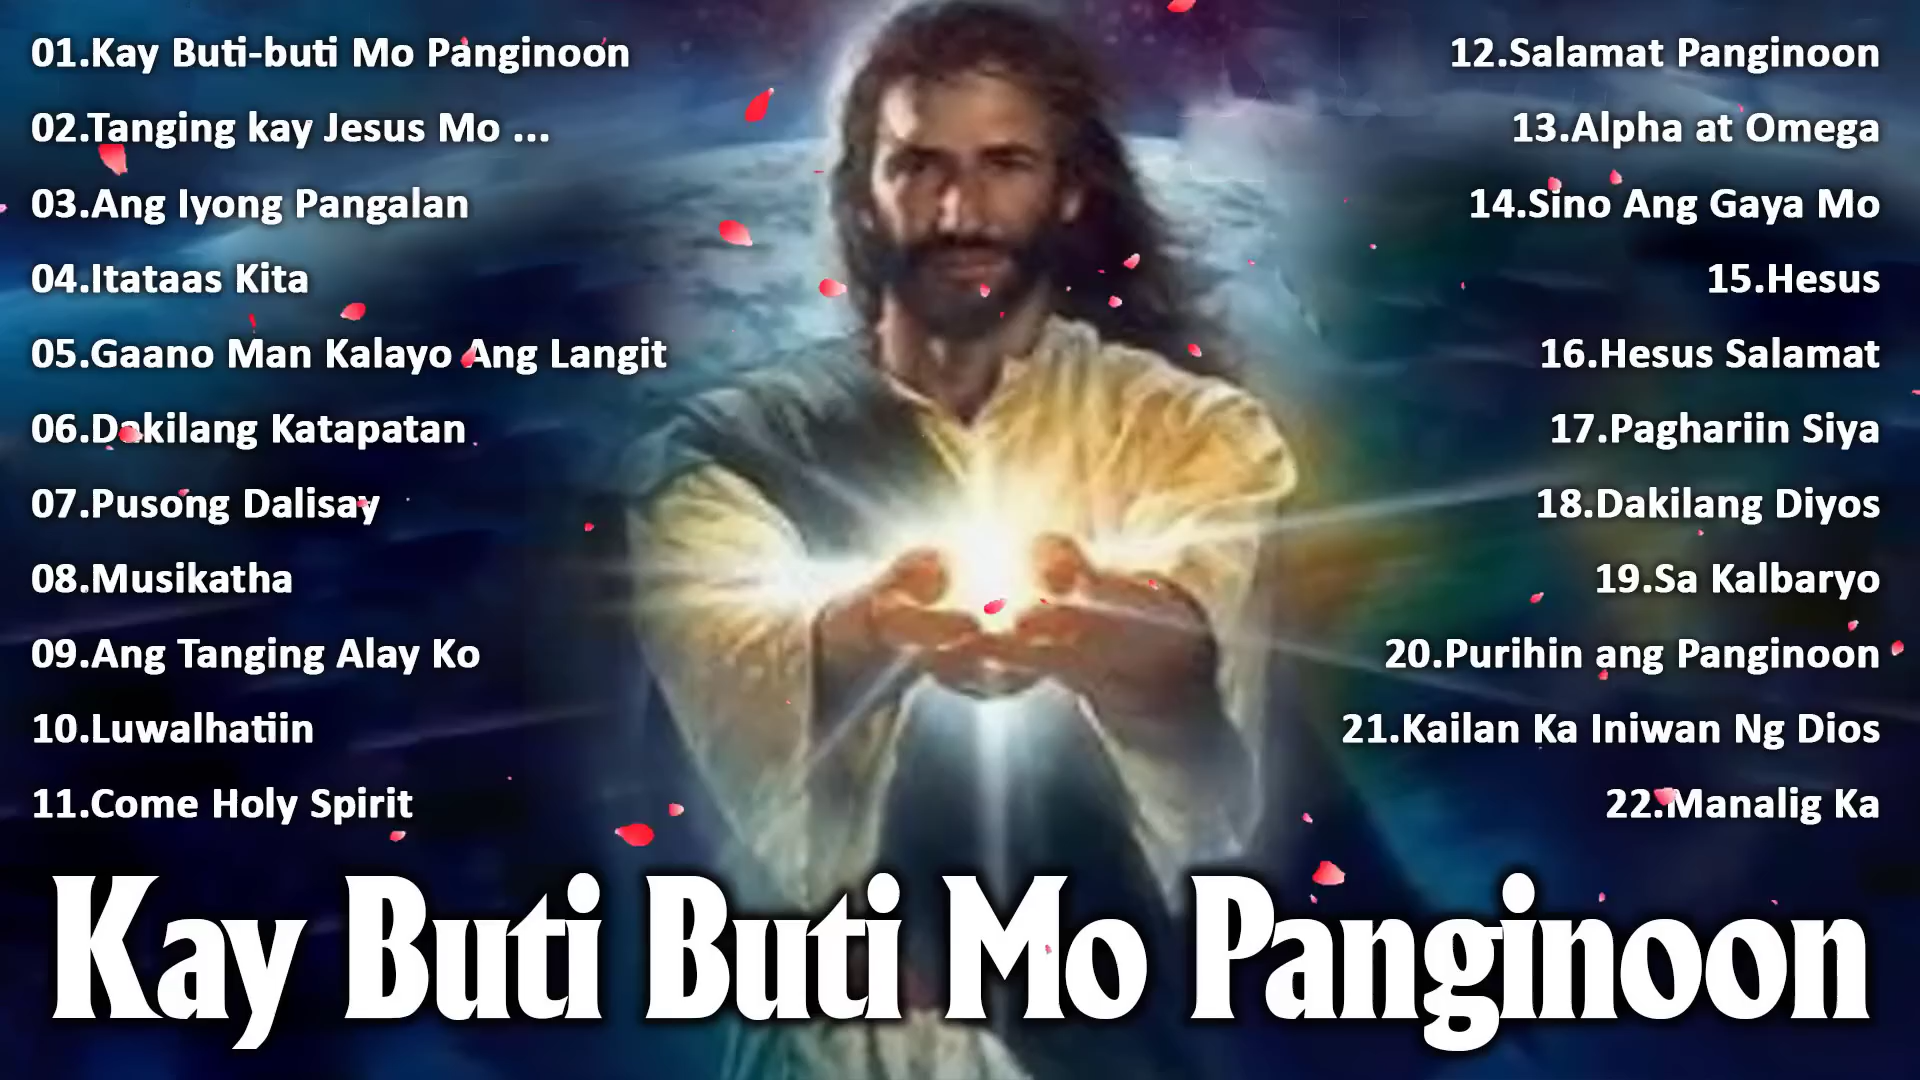 01.Kay Buti-buti Mo Panginoon
02.Tanging kay Jesus Mo ...
03.Ang Iyong Pangalan
04.Itataas Kita
05.Gaano Man Kalayo Ang Langit
06.Dakilang Katapatan
07.Pusong Dalisay
08.Musikatha
09.Ang Tanging Alay Ko
10.Luwalhatiin
11.Come Holy Spirit
12.Salamat Panginoon
13.Alpha at Omega
14.Sino Ang Gaya Mo
15.Hesus
16.Hesus Salamat
17.Paghariin Siya
18.Dakilang Diyos
19.Sa Kalbaryo
20.Purihin ang Panginoon
21.Kailan Ka Iniwan Ng Dios
22.Manalig Ka
Kay Buti Buti Mo Panginoon